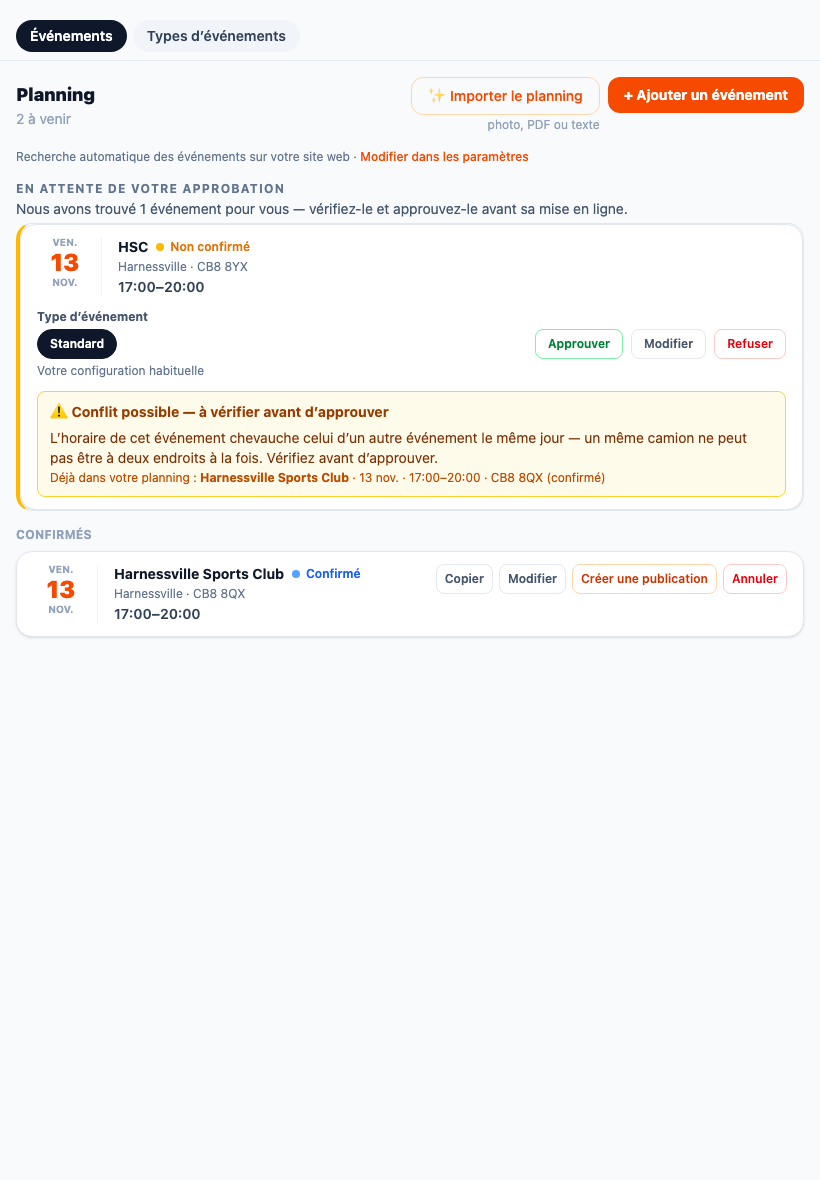 Événements
Types d’événements
Planning
2 à venir
✨ Importer le planning
+ Ajouter un événement
photo, PDF ou texte
Recherche automatique des événements sur votre site web · Modifier dans les paramètres
EN ATTENTE DE VOTRE APPROBATION
Nous avons trouvé 1 événement pour vous — vérifiez-le et approuvez-le avant sa mise en ligne.
VEN.
13
NOV.
HSC
Non confirmé
Harnessville · CB8 8YX
17:00–20:00
Type d’événement
Standard
Approuver
Modifier
Refuser
Votre configuration habituelle
⚠️ Conflit possible — à vérifier avant d’approuver
L’horaire de cet événement chevauche celui d’un autre événement le même jour — un même camion ne peut
pas être à deux endroits à la fois. Vérifiez avant d’approuver.
Déjà dans votre planning : Harnessville Sports Club · 13 nov. · 17:00–20:00 · CB8 8QX (confirmé)
CONFIRMÉS
VEN.
13
NOV.
Harnessville Sports Club
Confirmé
Harnessville · CB8 8QX
17:00–20:00
Copier
Modifier
Créer une publication
Annuler